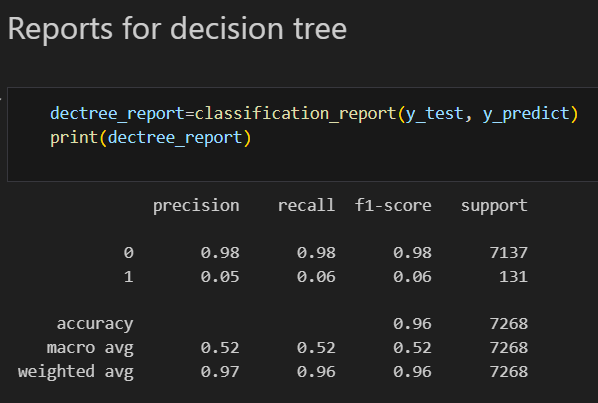 Reports for decision tree
dectree_report=classification_report(y_test, y_predict)
print(dectree_report)
precision recall f1-score support
0 0.98 0.98 0.98 7137
1 0.05 0.06 0.06 131
accuracy 0.96 7268
macro avg 0.52 0.52 0.52 7268
weighted avg 0.97 0.96 0.96 7268